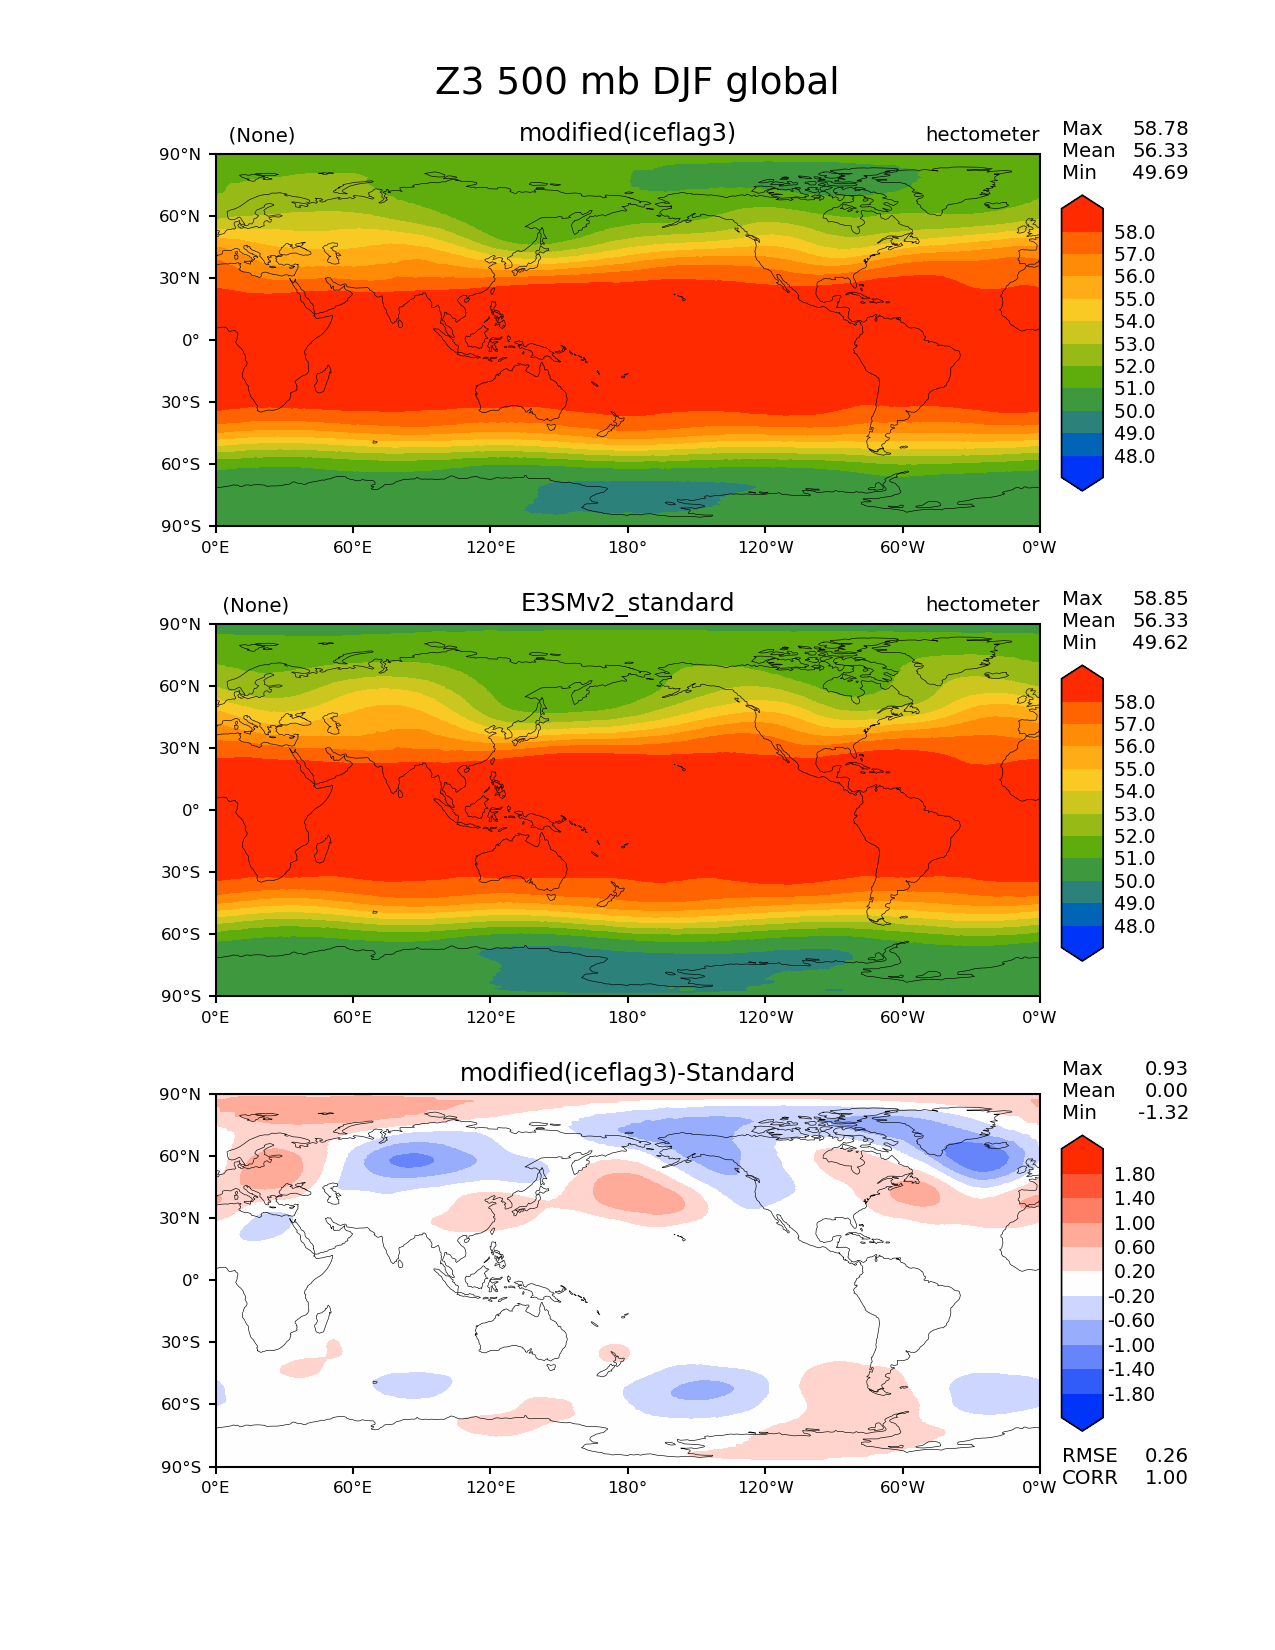 Z3 500 mb DJF global
(None) modified(iceflag3) hectometer
Max 58.78
Mean 56.33
Min 49.69
90°N
60°N
30°N
0°
30°S
60°S
90°S
0°E 60°E 120°E 180° 120°W 60°W 0°W
58.0
57.0
56.0
55.0
54.0
53.0
52.0
51.0
50.0
49.0
48.0
(None) E3SMv2_standard hectometer
Max 58.85
Mean 56.33
Min 49.62
90°N
60°N
30°N
0°
30°S
60°S
90°S
0°E 60°E 120°E 180° 120°W 60°W 0°W
58.0
57.0
56.0
55.0
54.0
53.0
52.0
51.0
50.0
49.0
48.0
modified(iceflag3)-Standard
Max 0.93
Mean 0.00
Min -1.32
90°N
60°N
30°N
0°
30°S
60°S
90°S
0°E 60°E 120°E 180° 120°W 60°W 0°W
1.80
1.40
1.00
0.60
0.20
-0.20
-0.60
-1.00
-1.40
-1.80
RMSE 0.26
CORR 1.00